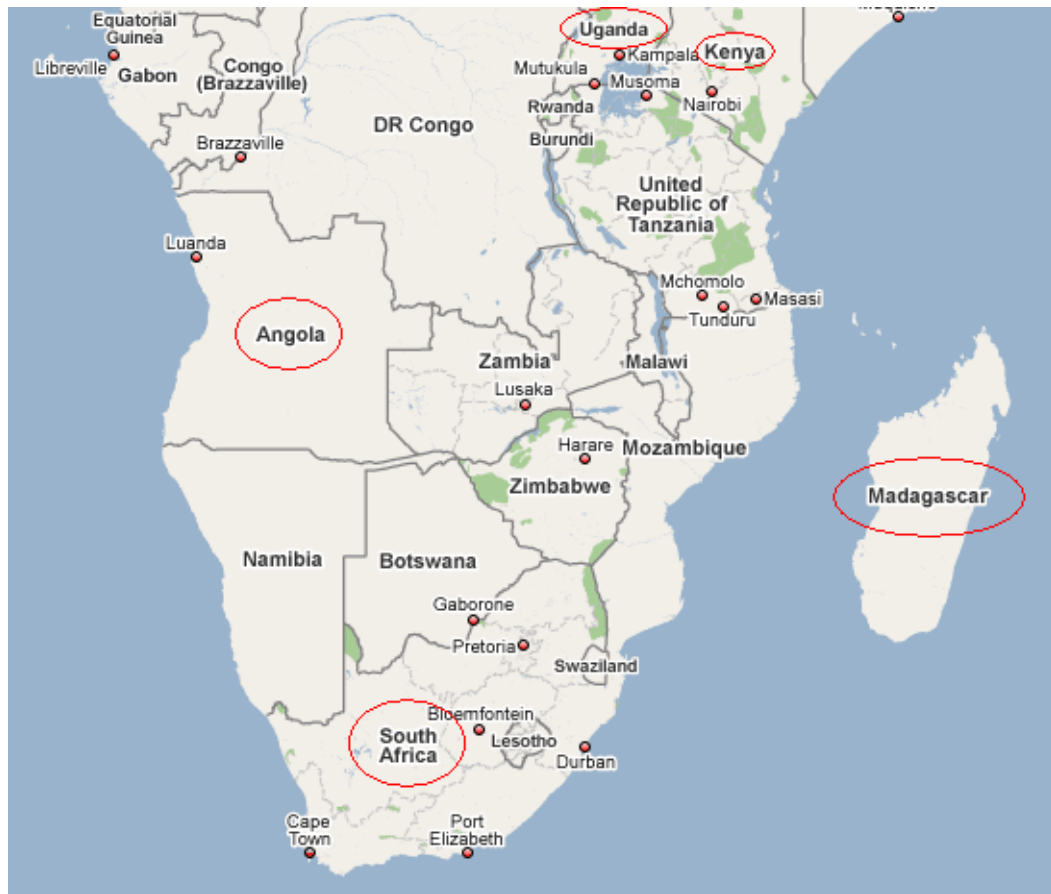 Equatorial
Guinea
Uganda
Kenya
Libreville
Gabon
Congo
(Brazzaville)
Kampala
Mutukula
Musoma
Nairobi
Rwanda
DR Congo
Burundi
Brazzaville
United
Republic of
Tanzania
Luanda
Mchomolo
Masasi
Tunduru
Angola
Zambia
Malawi
Lusaka
Harare
Mozambique
Zimbabwe
Madagascar
Namibia
Botswana
Gaborone
Pretoria
Swaziland
Bloemfontein
South
Africa
Lesotho
Durban
Cape
Town
Port
Elizabeth